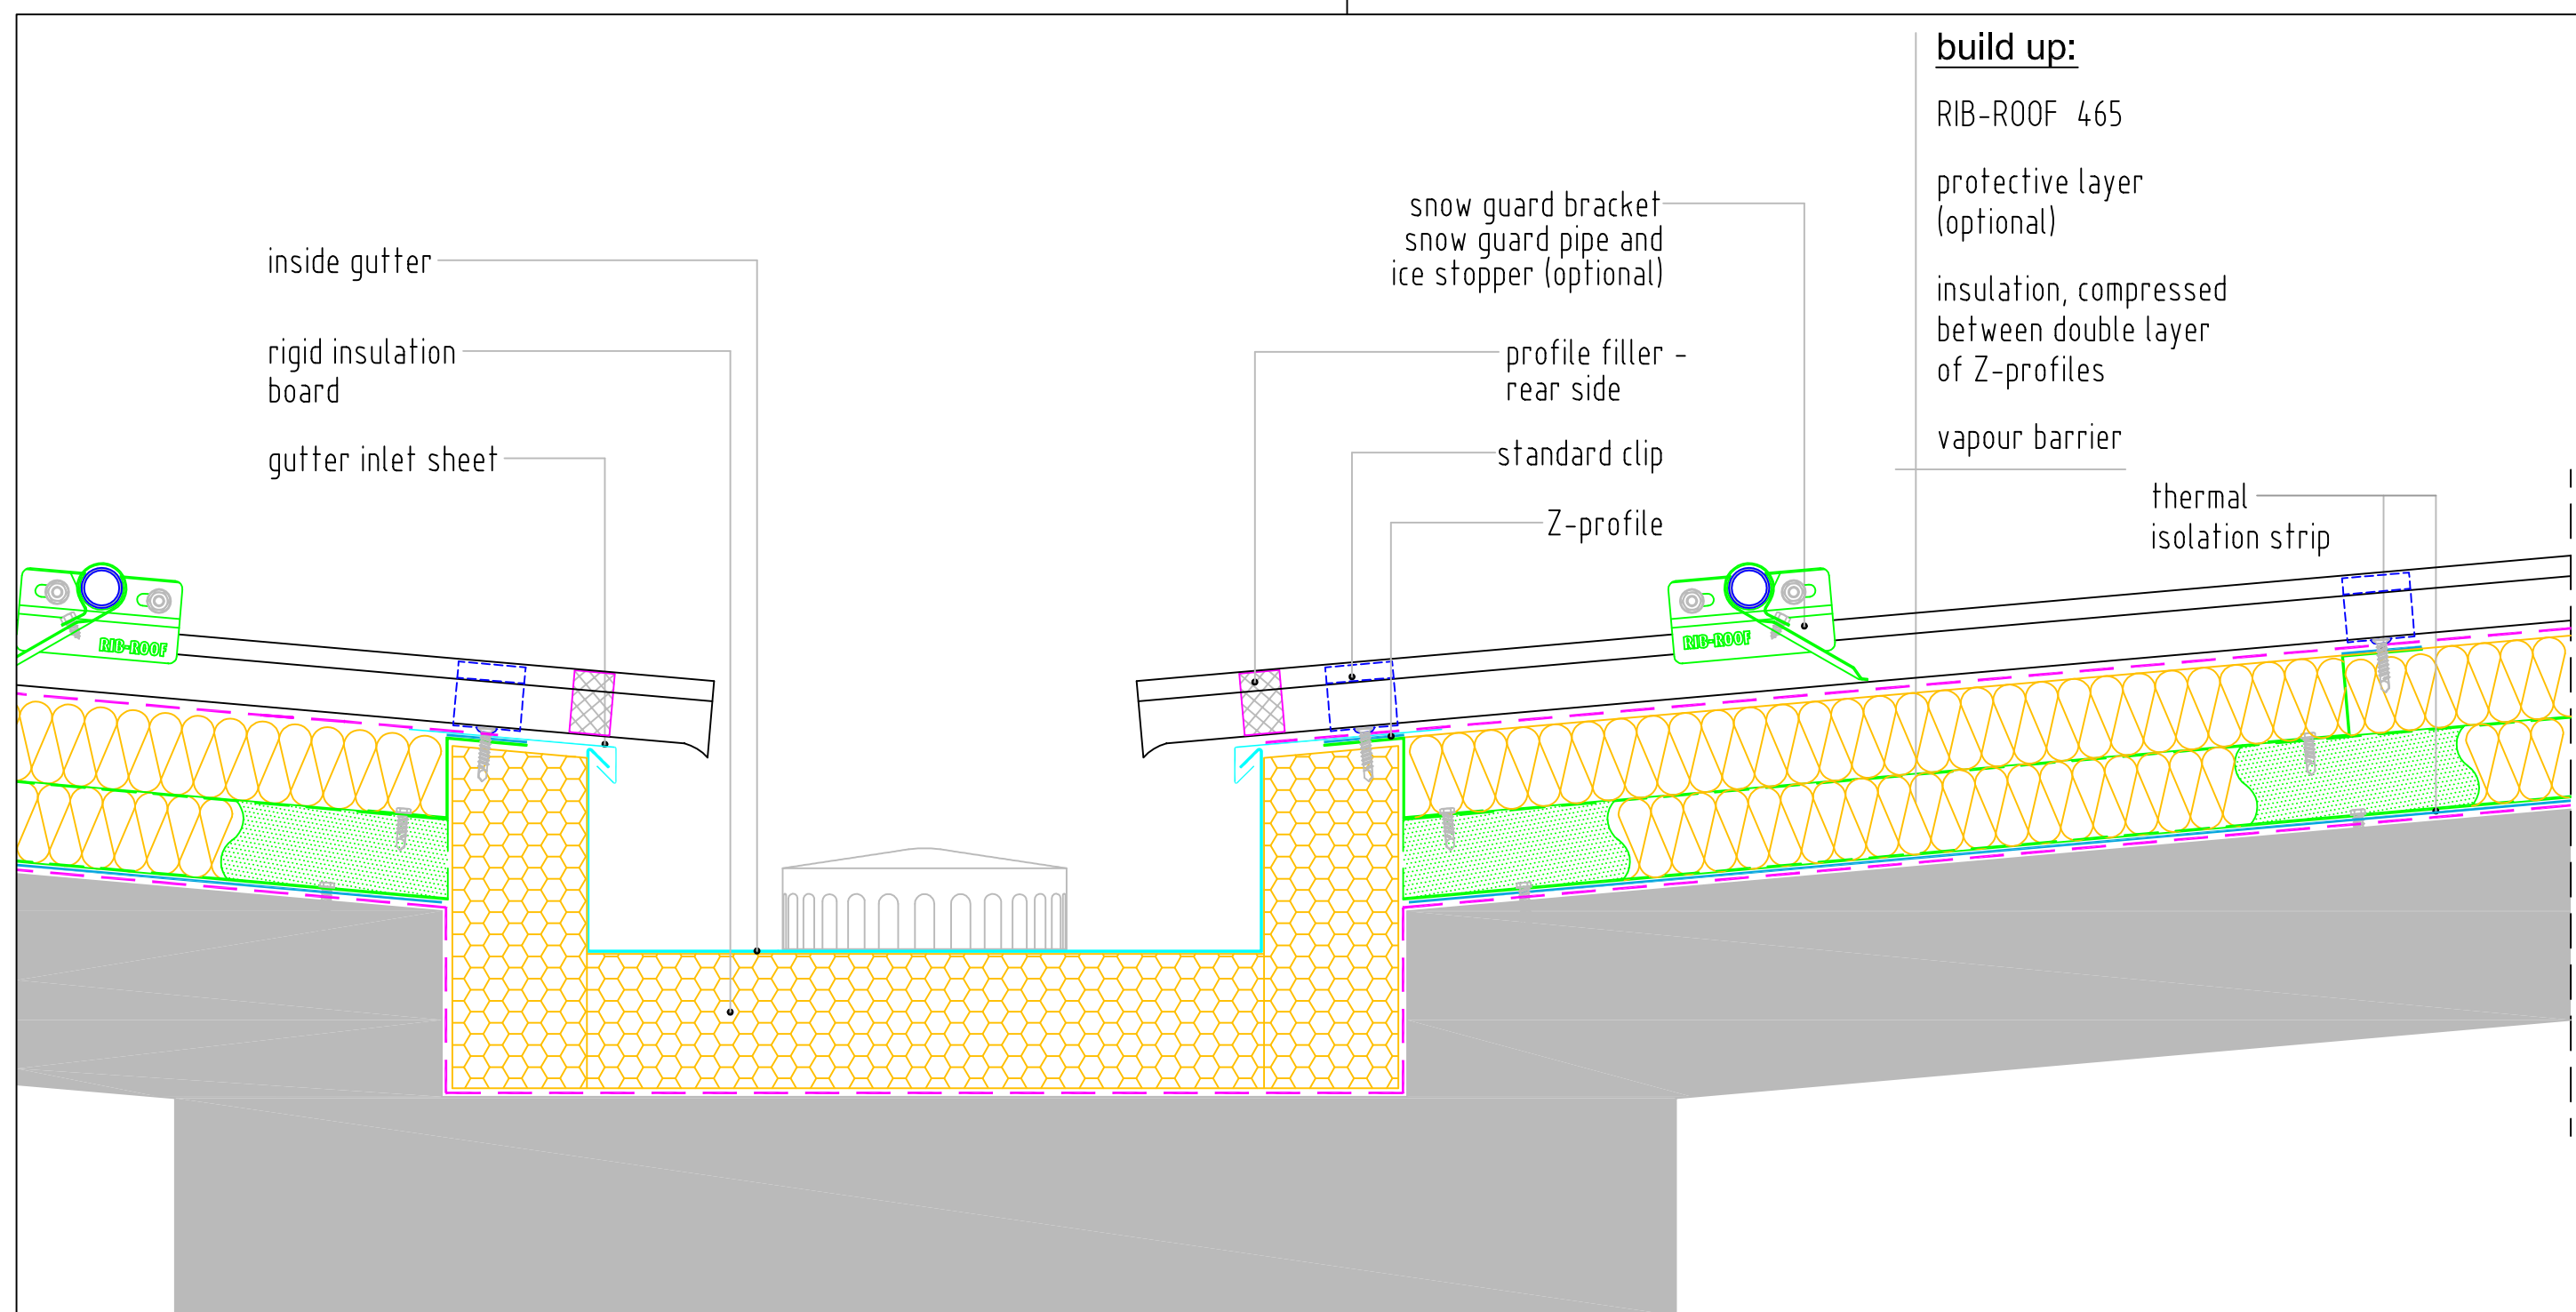 build up:
RIB-ROOF 465
protective layer
(optional)
insulation, compressed
between double layer
of Z-profiles
vapour barrier
thermal
isolation strip
snow guard bracket
snow guard pipe and
ice stopper (optional)
profile filler -
rear side
standard clip
Z-profile
inside gutter
rigid insulation
board
gutter inlet sheet
RIB-ROOF
RIB-ROOF